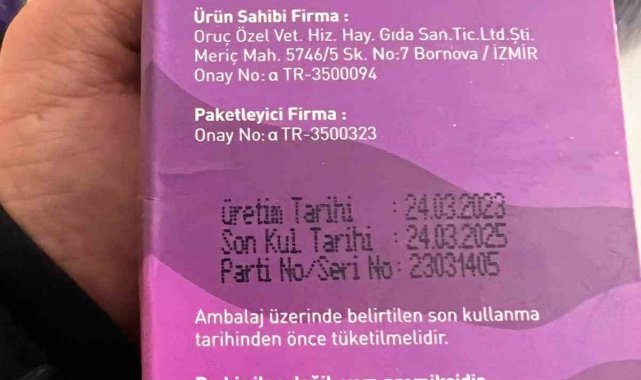 Ürün Sahibi Firma :
Oruç Özel Vet. Hiz. Hay. Gıda San.Tic.Ltd.Şti.
Meriç Mah. 5746/5 Sk. No:7 Bornova / İZMİR
Onay No: α TR-3500094
Paketleyici Firma :
Onay No: α TR-3500323
Üretim Tarihi : 24.03.2023
Son Kul. Tarihi : 24.03.2025
Parti No/Seri No : 23031405
Ambalaj üzerinde belirtilen son kullanma
tarihinden önce tüketilmelidir.